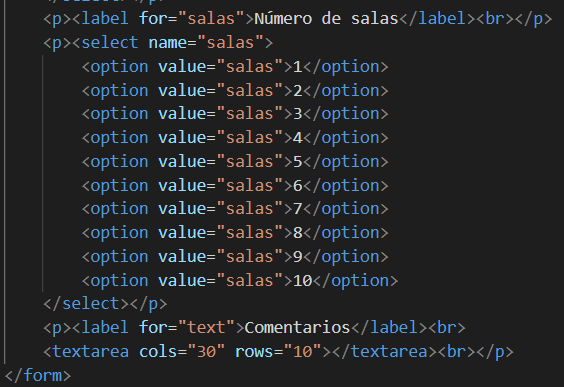 <p><label for="salas">Número de salas</label><br></p>
<p><select name="salas">
<option value="salas">1</option>
<option value="salas">2</option>
<option value="salas">3</option>
<option value="salas">4</option>
<option value="salas">5</option>
<option value="salas">6</option>
<option value="salas">7</option>
<option value="salas">8</option>
<option value="salas">9</option>
<option value="salas">10</option>
</select></p>
<p><label for="text">Comentarios</label><br>
<textarea cols="30" rows="10"></textarea><br></p>
</form>